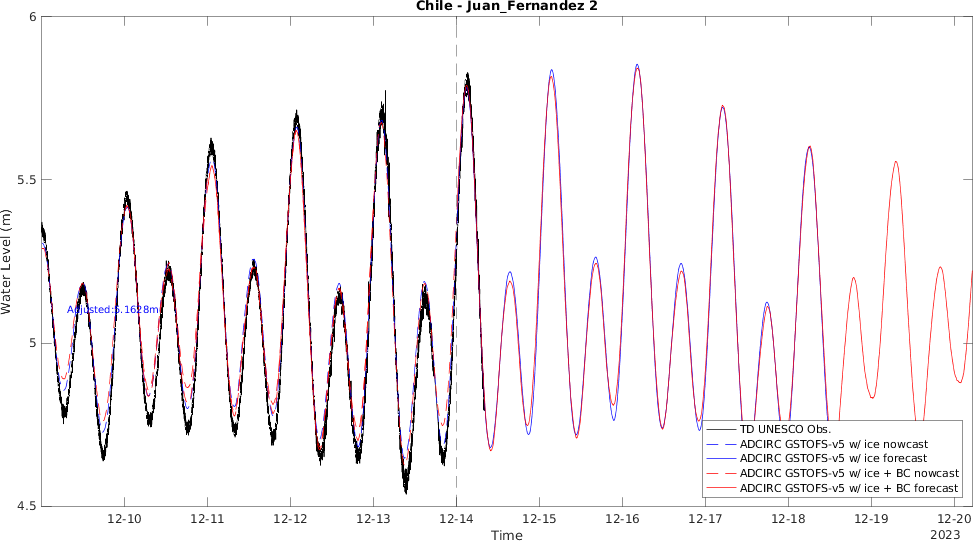 Chile - Juan_Fernandez 2
6
5.5
5
4.5
Water Level (m)
Adjusted:5.1628m
TD UNESCO Obs.
ADCIRC GSTOFS-v5 w/ ice nowcast
ADCIRC GSTOFS-v5 w/ ice forecast
ADCIRC GSTOFS-v5 w/ ice + BC nowcast
ADCIRC GSTOFS-v5 w/ ice + BC forecast
12-10 12-11 12-12 12-13 12-14 12-15 12-16 12-17 12-18 12-19 12-20
Time
2023